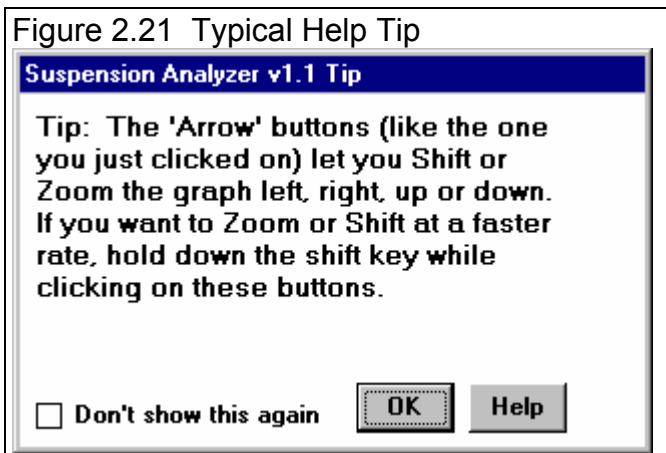 Figure 2.21  Typical Help Tip
Suspension Analyzer v1.1 Tip
Tip:  The 'Arrow' buttons (like the one
you just clicked on) let you Shift or
Zoom the graph left, right, up or down.
If you want to Zoom or Shift at a faster
rate, hold down the shift key while
clicking on these buttons.
Don't show this again
OK
Help